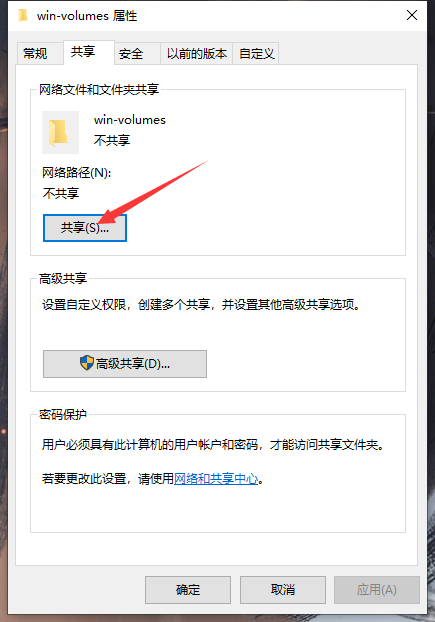 win-volumes 属性
常规 共享 安全 以前的版本 自定义
网络文件和文件夹共享
win-volumes
不共享
网络路径(N):
不共享
共享(S)...
高级共享
设置自定义权限，创建多个共享，并设置其他高级共享选项。
高级共享(D)...
密码保护
用户必须具有此计算机的用户帐户和密码，才能访问共享文件夹。
若要更改此设置，请使用网络和共享中心。
确定 取消 应用(A)